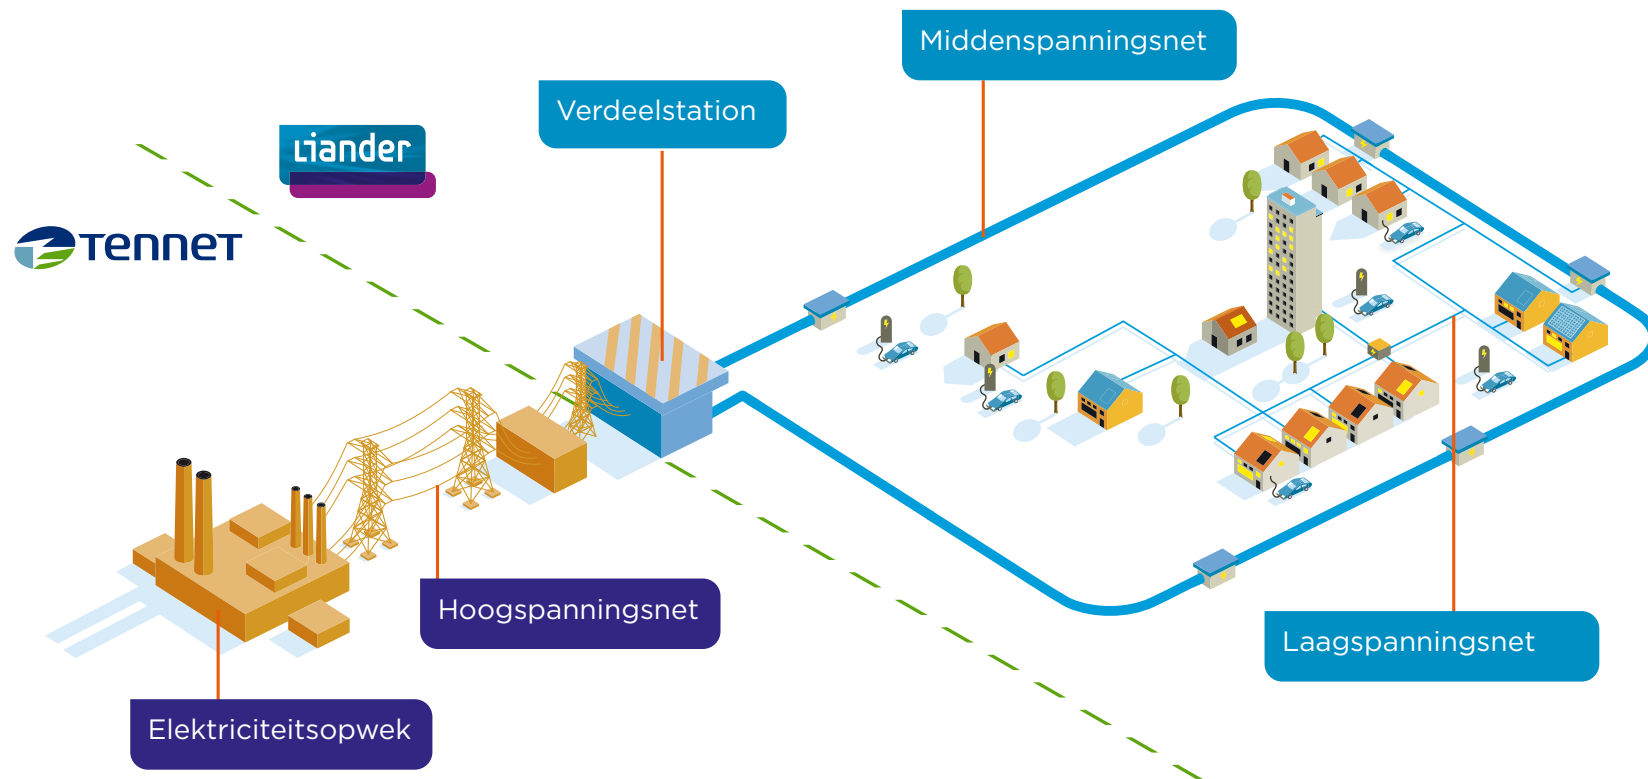 Middenspanningsnet
Verdeelstation
Liander
TENNET
Hoogspanningsnet
Laagspanningsnet
Elektriciteitsopwek